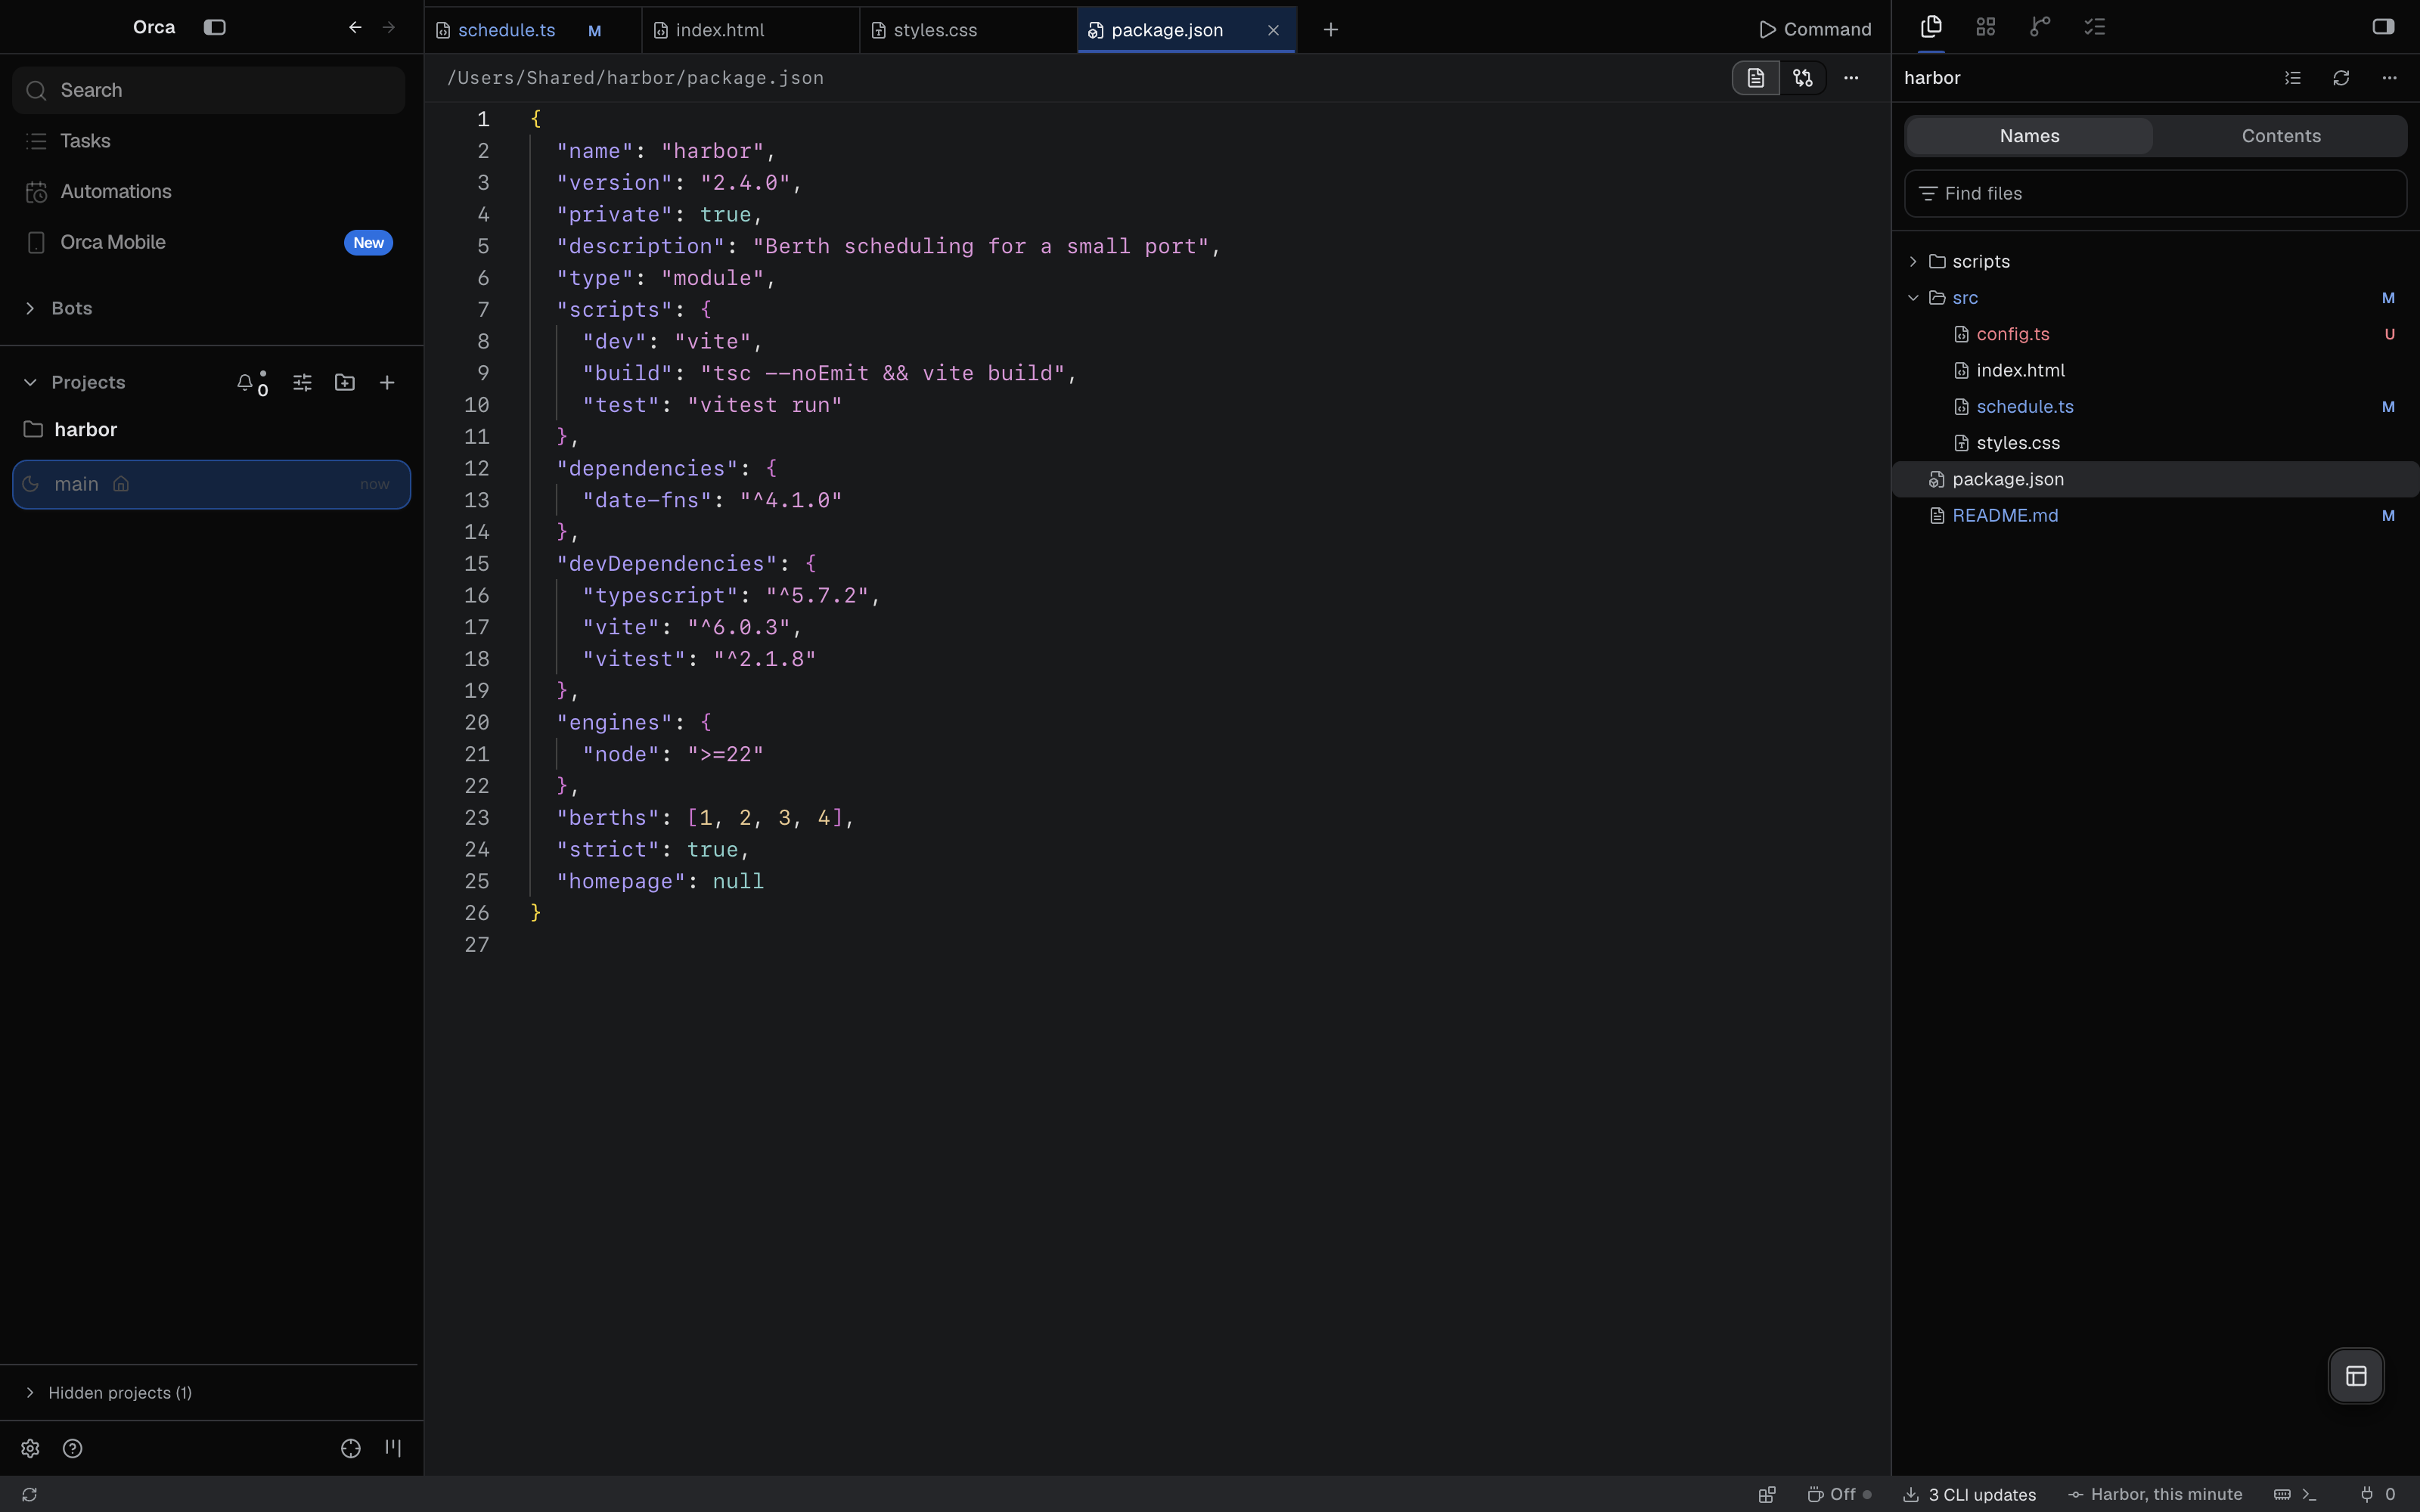 Orca
Search
Tasks
Automations
Orca Mobile New
Bots
Projects 0
harbor
main now
Hidden projects (1)
schedule.ts M
index.html
styles.css
package.json
Command
/Users/Shared/harbor/package.json
1 {
2 "name": "harbor",
3 "version": "2.4.0",
4 "private": true,
5 "description": "Berth scheduling for a small port",
6 "type": "module",
7 "scripts": {
8 "dev": "vite",
9 "build": "tsc --noEmit && vite build",
10 "test": "vitest run"
11 },
12 "dependencies": {
13 "date-fns": "^4.1.0"
14 },
15 "devDependencies": {
16 "typescript": "^5.7.2",
17 "vite": "^6.0.3",
18 "vitest": "^2.1.8"
19 },
20 "engines": {
21 "node": ">=22"
22 },
23 "berths": [1, 2, 3, 4],
24 "strict": true,
25 "homepage": null
26 }
27
harbor
Names Contents
Find files
scripts
src M
config.ts U
index.html
schedule.ts M
styles.css
package.json
README.md M
Off
3 CLI updates
Harbor, this minute
0